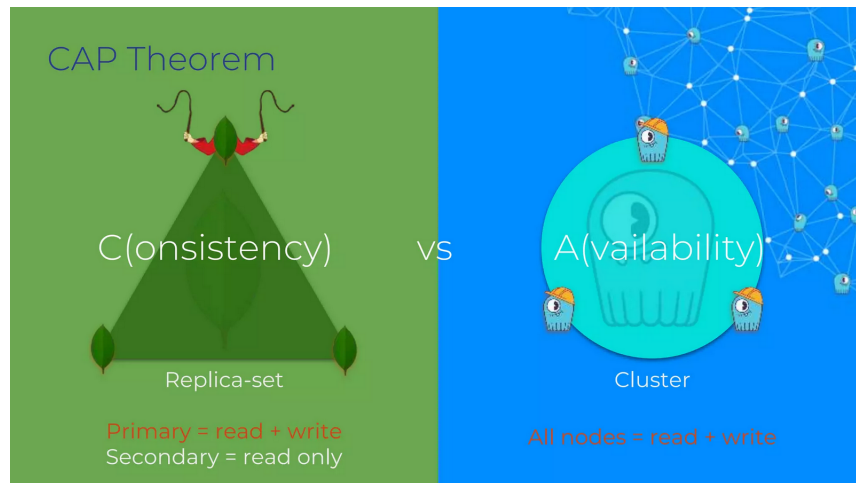 CAP Theorem
C(onsistency) vs A(vailability)
Replica-set
Primary = read + write
Secondary = read only
Cluster
All nodes = read + write